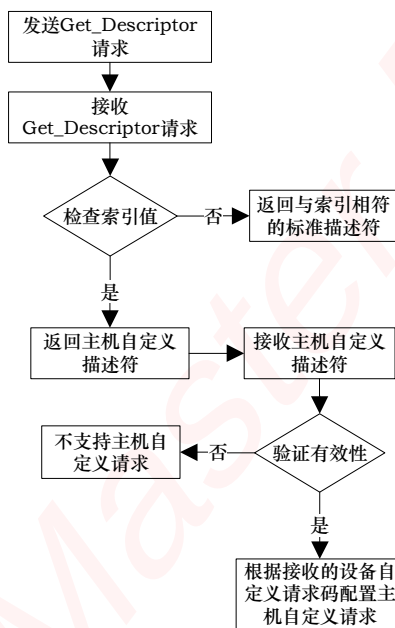 发送Get_Descriptor
请求
接收
Get_Descriptor请求
检查索引值
否
返回与索引相符
的标准描述符
是
返回主机自定义
描述符
接收主机自定义
描述符
不支持主机自
定义请求
否
验证有效性
是
根据接收的设备自
定义请求码配置主
机自定义请求
Master